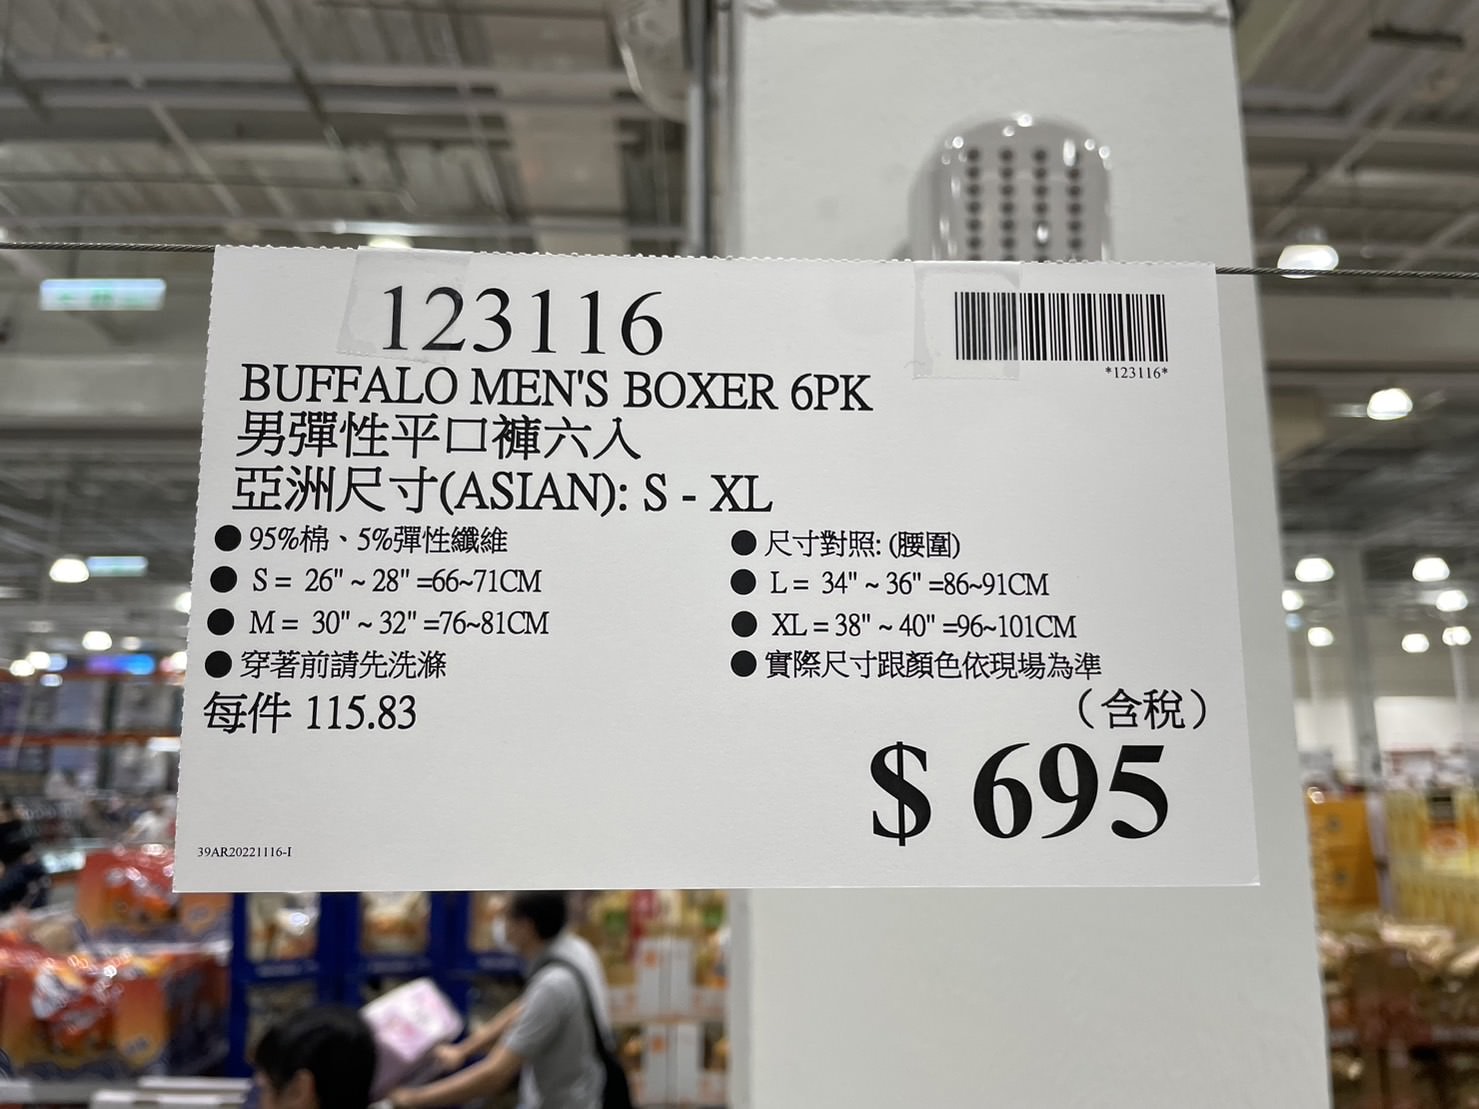 123116
*123116*
BUFFALO MEN'S BOXER 6PK
男彈性平口褲六入
亞洲尺寸(ASIAN): S - XL
● 95%棉、5%彈性纖維
● 尺寸對照: (腰圍)
● S = 26" ~ 28" =66~71CM
● L = 34" ~ 36" =86~91CM
● M = 30" ~ 32" =76~81CM
● XL = 38" ~ 40" =96~101CM
● 穿著前請先洗滌
● 實際尺寸跟顏色依現場為準
每件 115.83
（含稅）
$ 695
39AR20221116-I